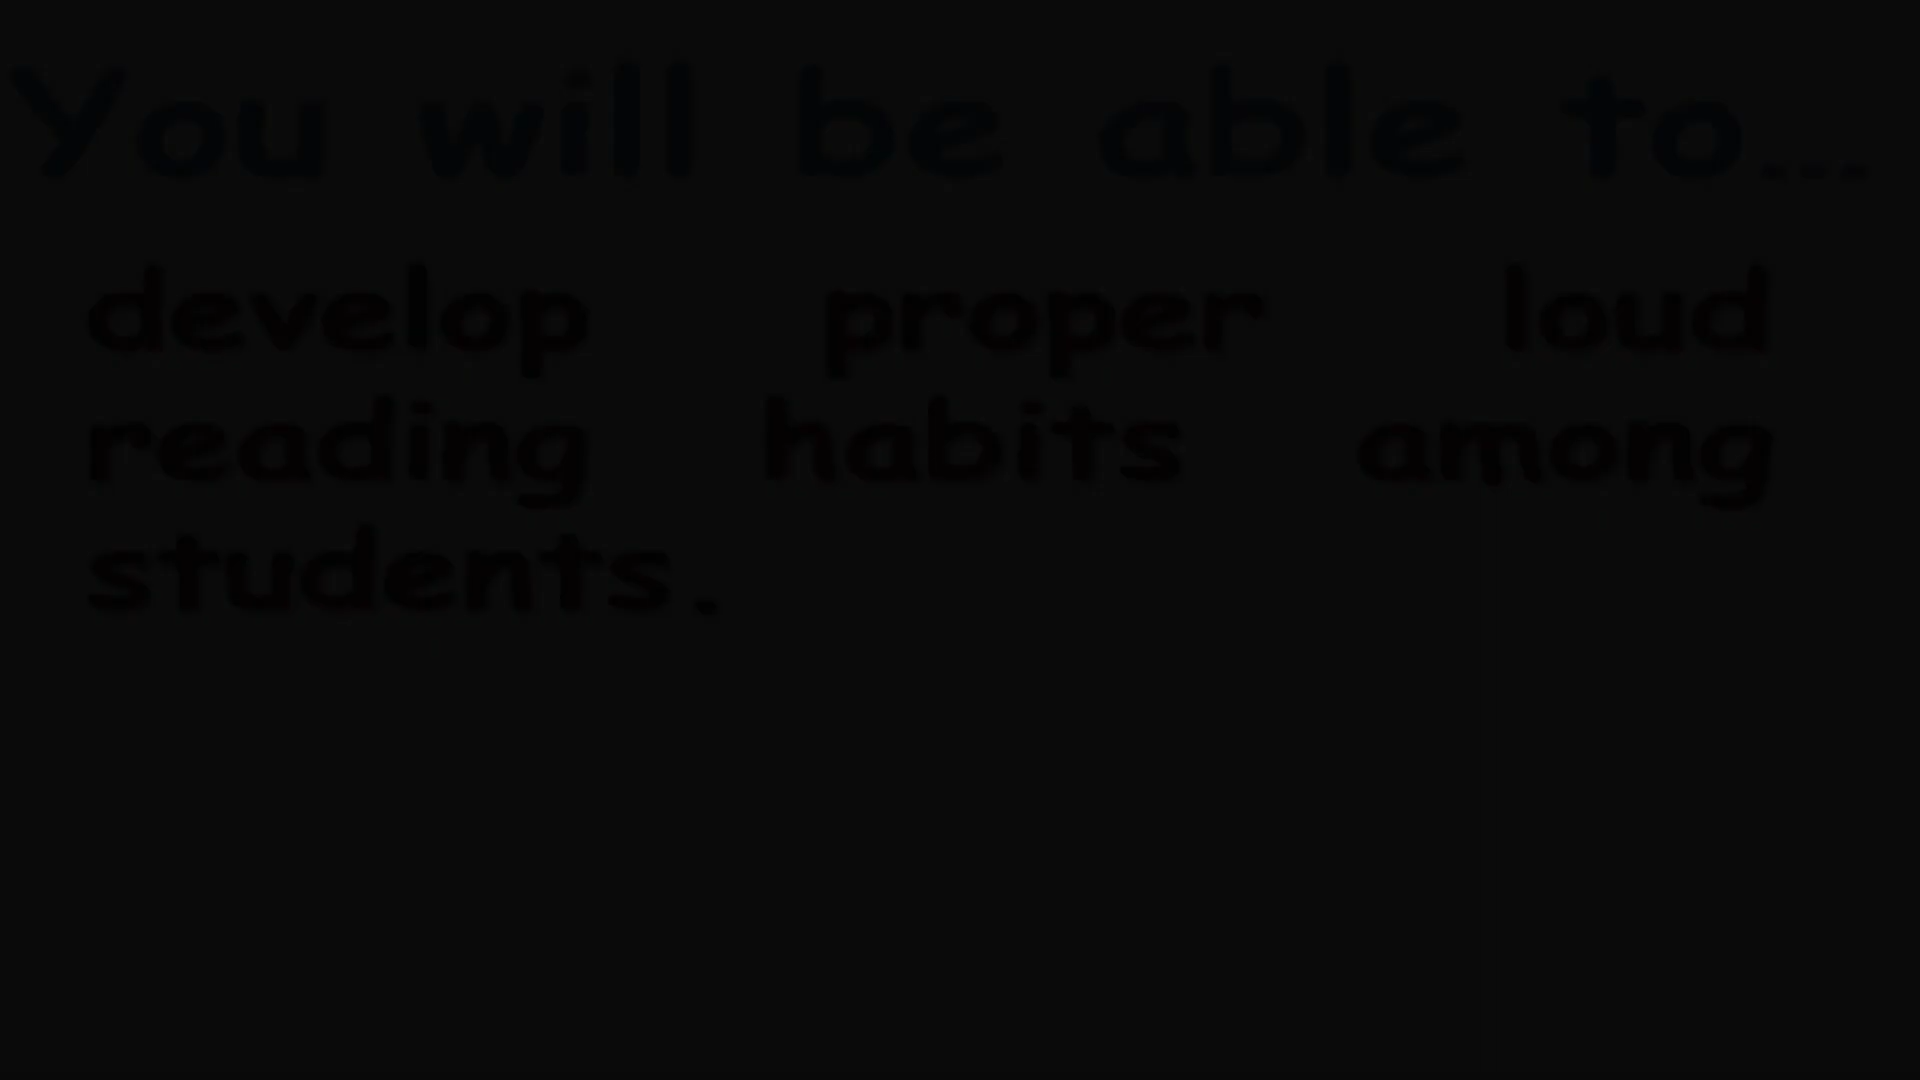 You will be able to...
develop proper loud
reading habits among
students.